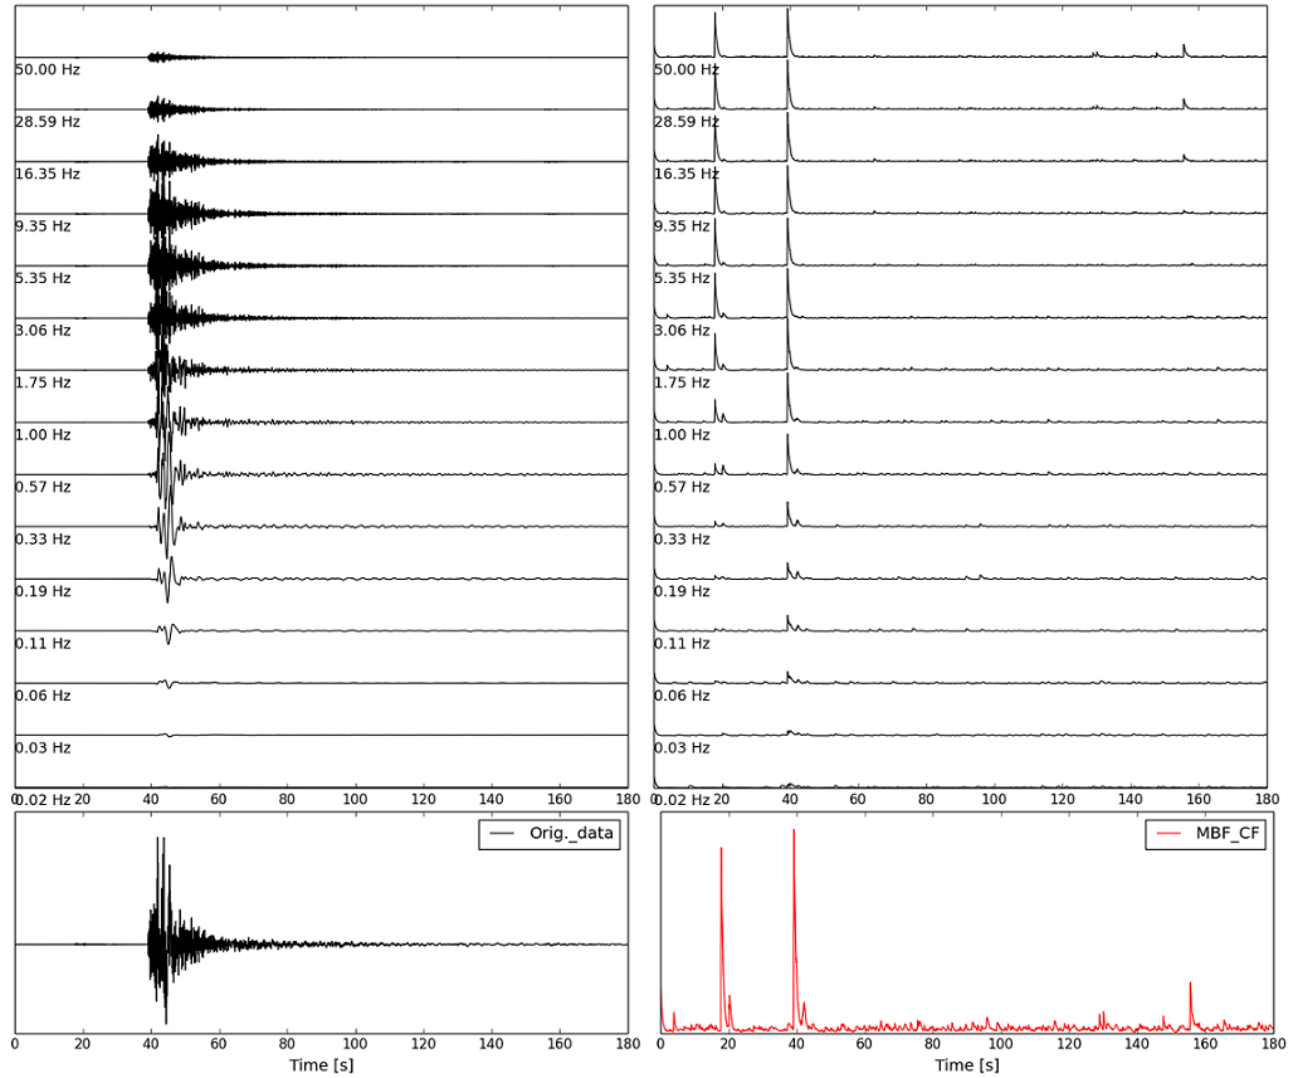 50.00 Hz
28.59 Hz
16.35 Hz
9.35 Hz
5.35 Hz
3.06 Hz
1.75 Hz
1.00 Hz
0.57 Hz
0.33 Hz
0.19 Hz
0.11 Hz
0.06 Hz
0.03 Hz
0.02 Hz
0 20 40 60 80 100 120 140 160 180
50.00 Hz
28.59 Hz
16.35 Hz
9.35 Hz
5.35 Hz
3.06 Hz
1.75 Hz
1.00 Hz
0.57 Hz
0.33 Hz
0.19 Hz
0.11 Hz
0.06 Hz
0.03 Hz
0.02 Hz
0 20 40 60 80 100 120 140 160 180
Orig._data
0 20 40 60 80 100 120 140 160 180
Time [s]
MBF_CF
0 20 40 60 80 100 120 140 160 180
Time [s]